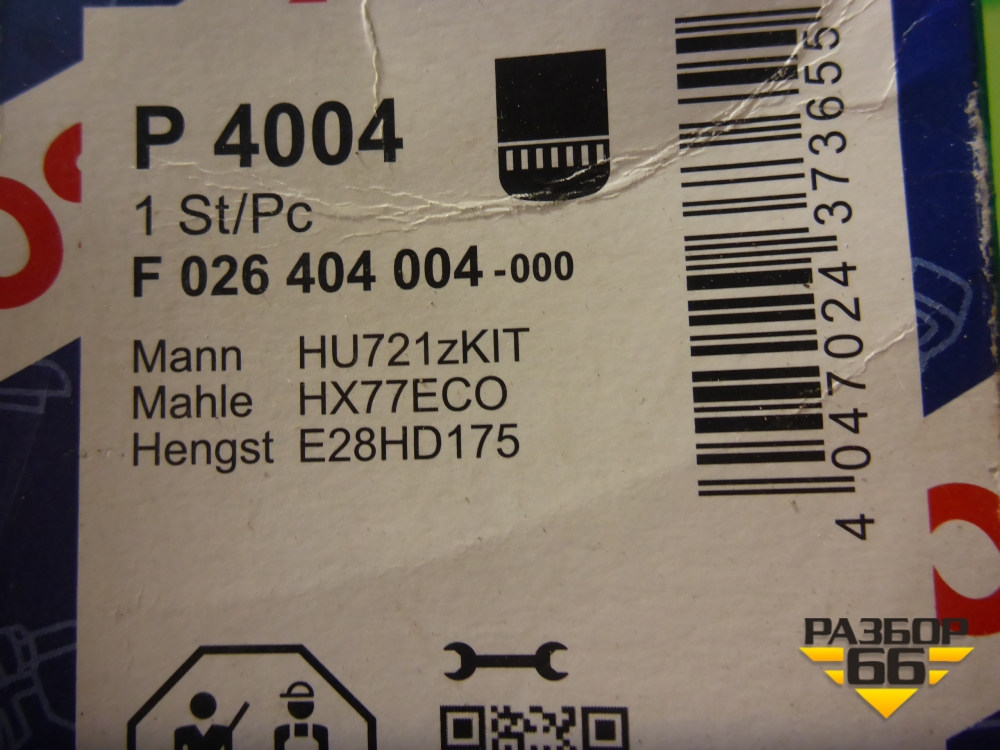 P 4004
1 St/Pc
F 026 404 004-000
Mann HU721zKIT
Mahle HX77ECO
Hengst E28HD175
4 047024 373655
РАЗБОР
66